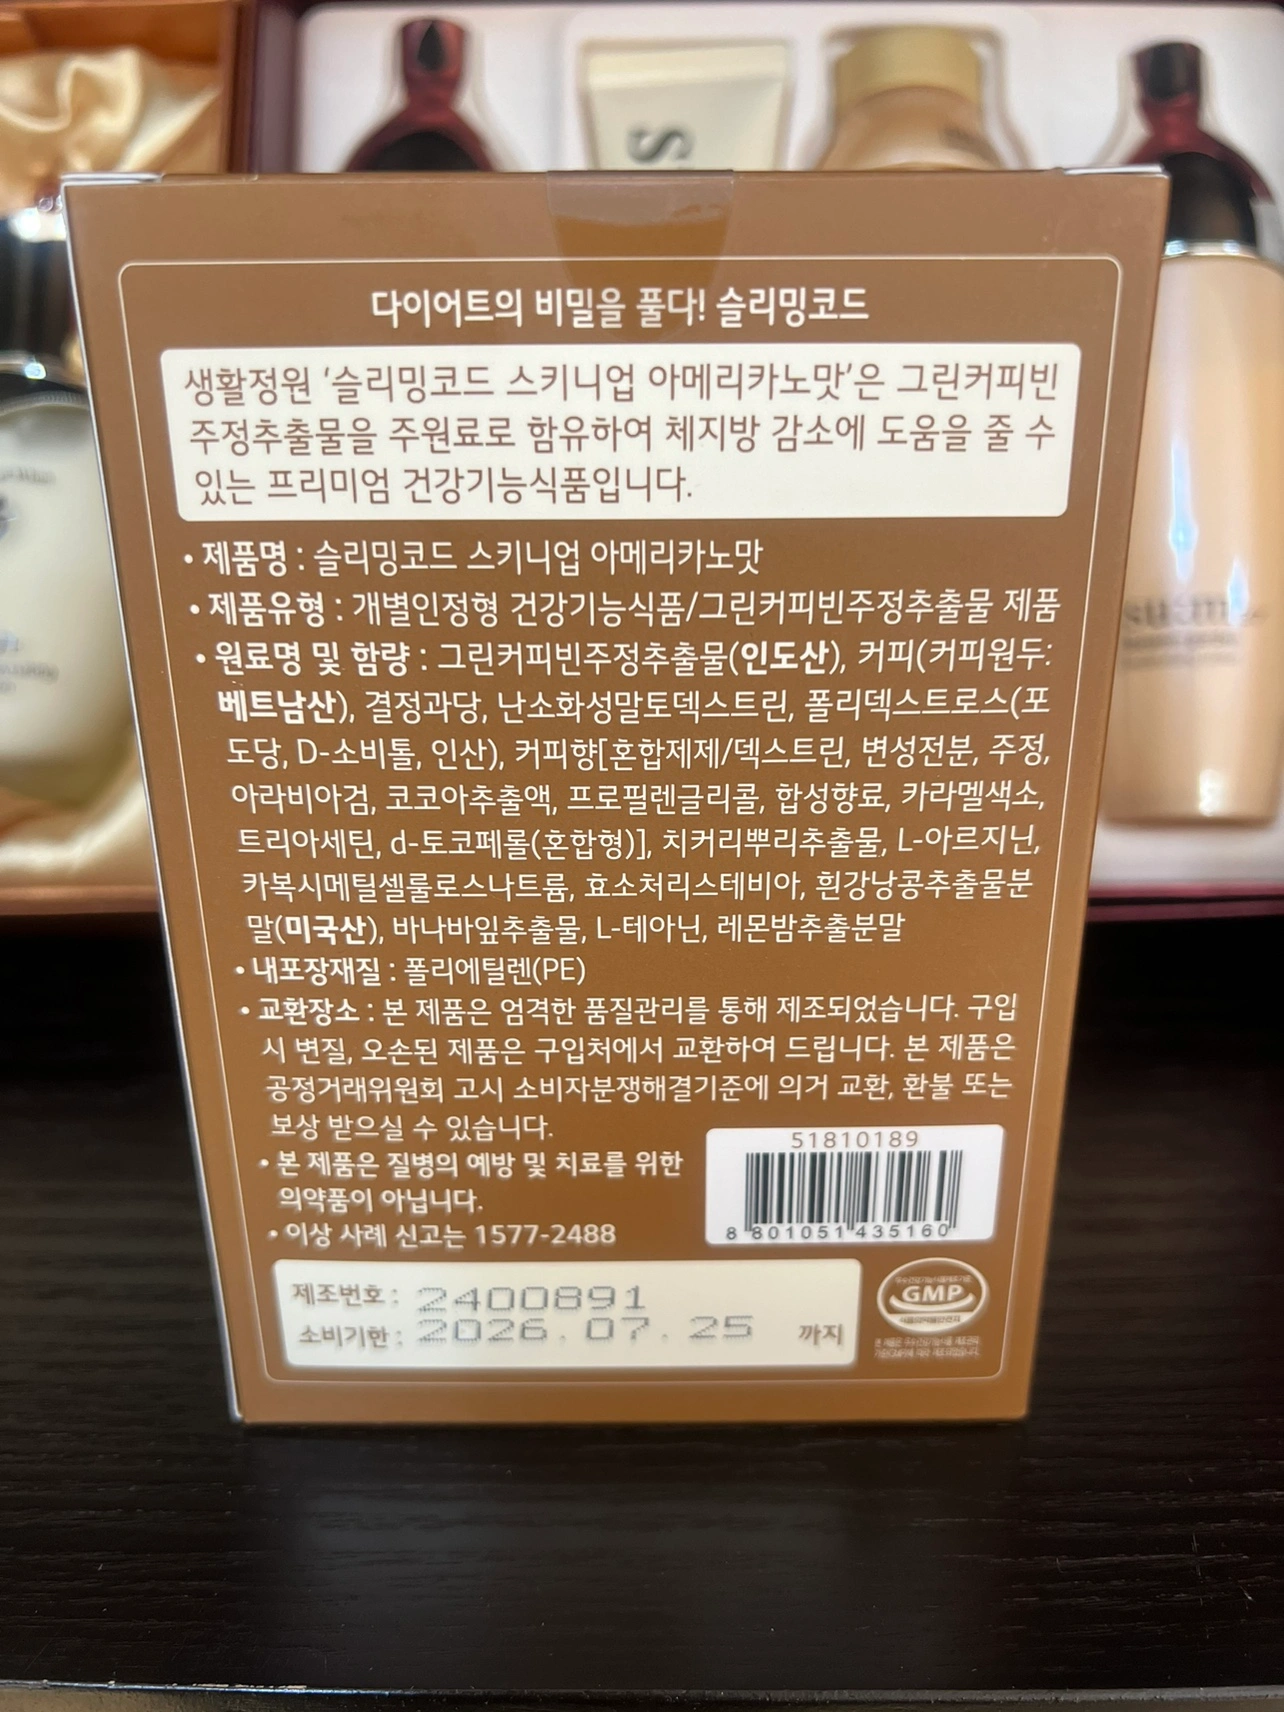 S
다이어트의 비밀을 풀다! 슬리밍코드
생활정원 '슬리밍코드 스키니업 아메리카노맛'은 그린커피빈
주정추출물을 주원료로 함유하여 체지방 감소에 도움을 줄 수
있는 프리미엄 건강기능식품입니다.
• 제품명 : 슬리밍코드 스키니업 아메리카노맛
• 제품유형 : 개별인정형 건강기능식품/그린커피빈주정추출물 제품
• 원료명 및 함량 : 그린커피빈주정추출물(인도산), 커피(커피원두:
베트남산), 결정과당, 난소화성말토덱스트린, 폴리덱스트로스(포
도당, D-소비톨, 인산), 커피향[혼합제제/덱스트린, 변성전분, 주정,
아라비아검, 코코아추출액, 프로필렌글리콜, 합성향료, 카라멜색소,
트리아세틴, d-토코페롤(혼합형)], 치커리뿌리추출물, L-아르지닌,
카복시메틸셀룰로스나트륨, 효소처리스테비아, 흰강낭콩추출물분
말(미국산), 바나바잎추출물, L-테아닌, 레몬밤추출분말
• 내포장재질 : 폴리에틸렌(PE)
• 교환장소 : 본 제품은 엄격한 품질관리를 통해 제조되었습니다. 구입
시 변질, 오손된 제품은 구입처에서 교환하여 드립니다. 본 제품은
공정거래위원회 고시 소비자분쟁해결기준에 의거 교환, 환불 또는
보상 받으실 수 있습니다.
• 본 제품은 질병의 예방 및 치료를 위한
의약품이 아닙니다.
• 이상 사례 신고는 1577-2488
51810189
8 801051 435160
제조번호 : 2400891
소비기한 : 2026.07.25 까지
GMP